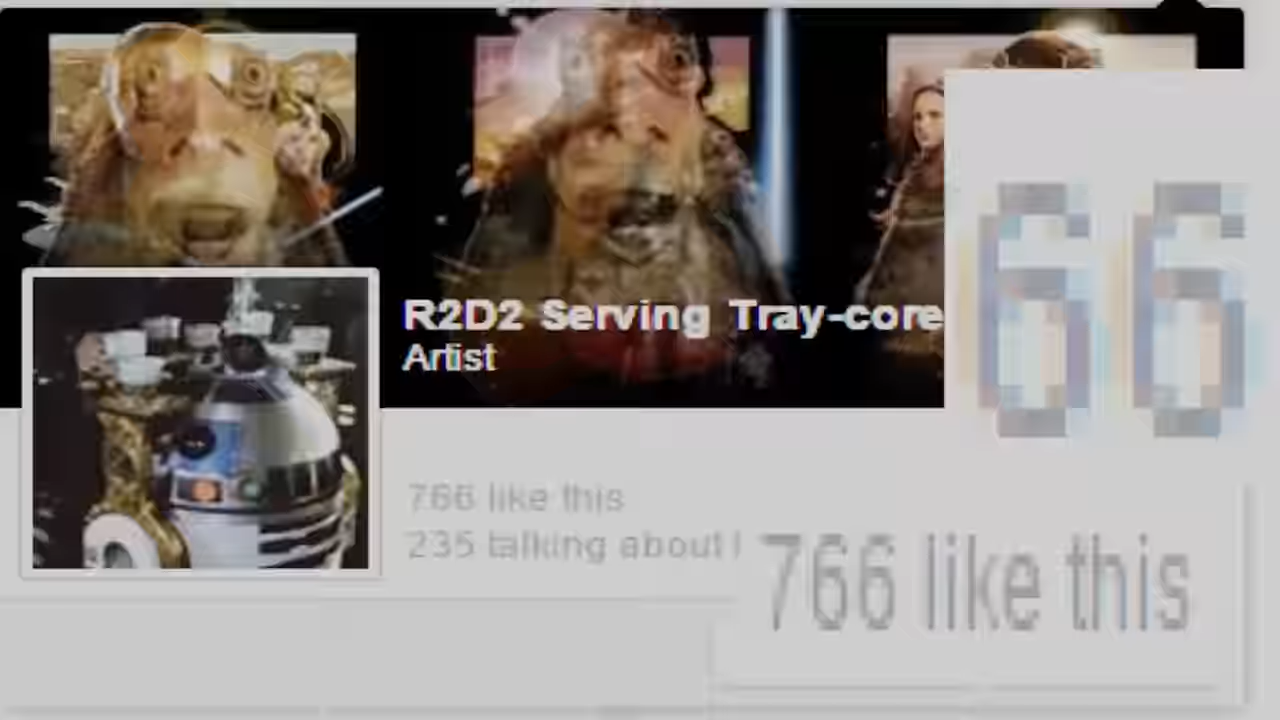 R2D2 Serving Tray-core
Artist
66
766 like this
235 talking about
766 like this